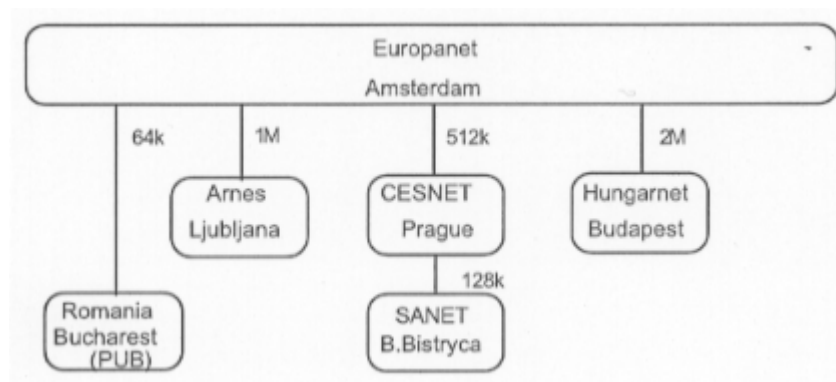 Europanet
Amsterdam
64k
1M
512k
2M
Arnes
Ljubljana
CESNET
Prague
Hungarnet
Budapest
128k
Romania
Bucharest
(PUB)
SANET
B.Bistryca